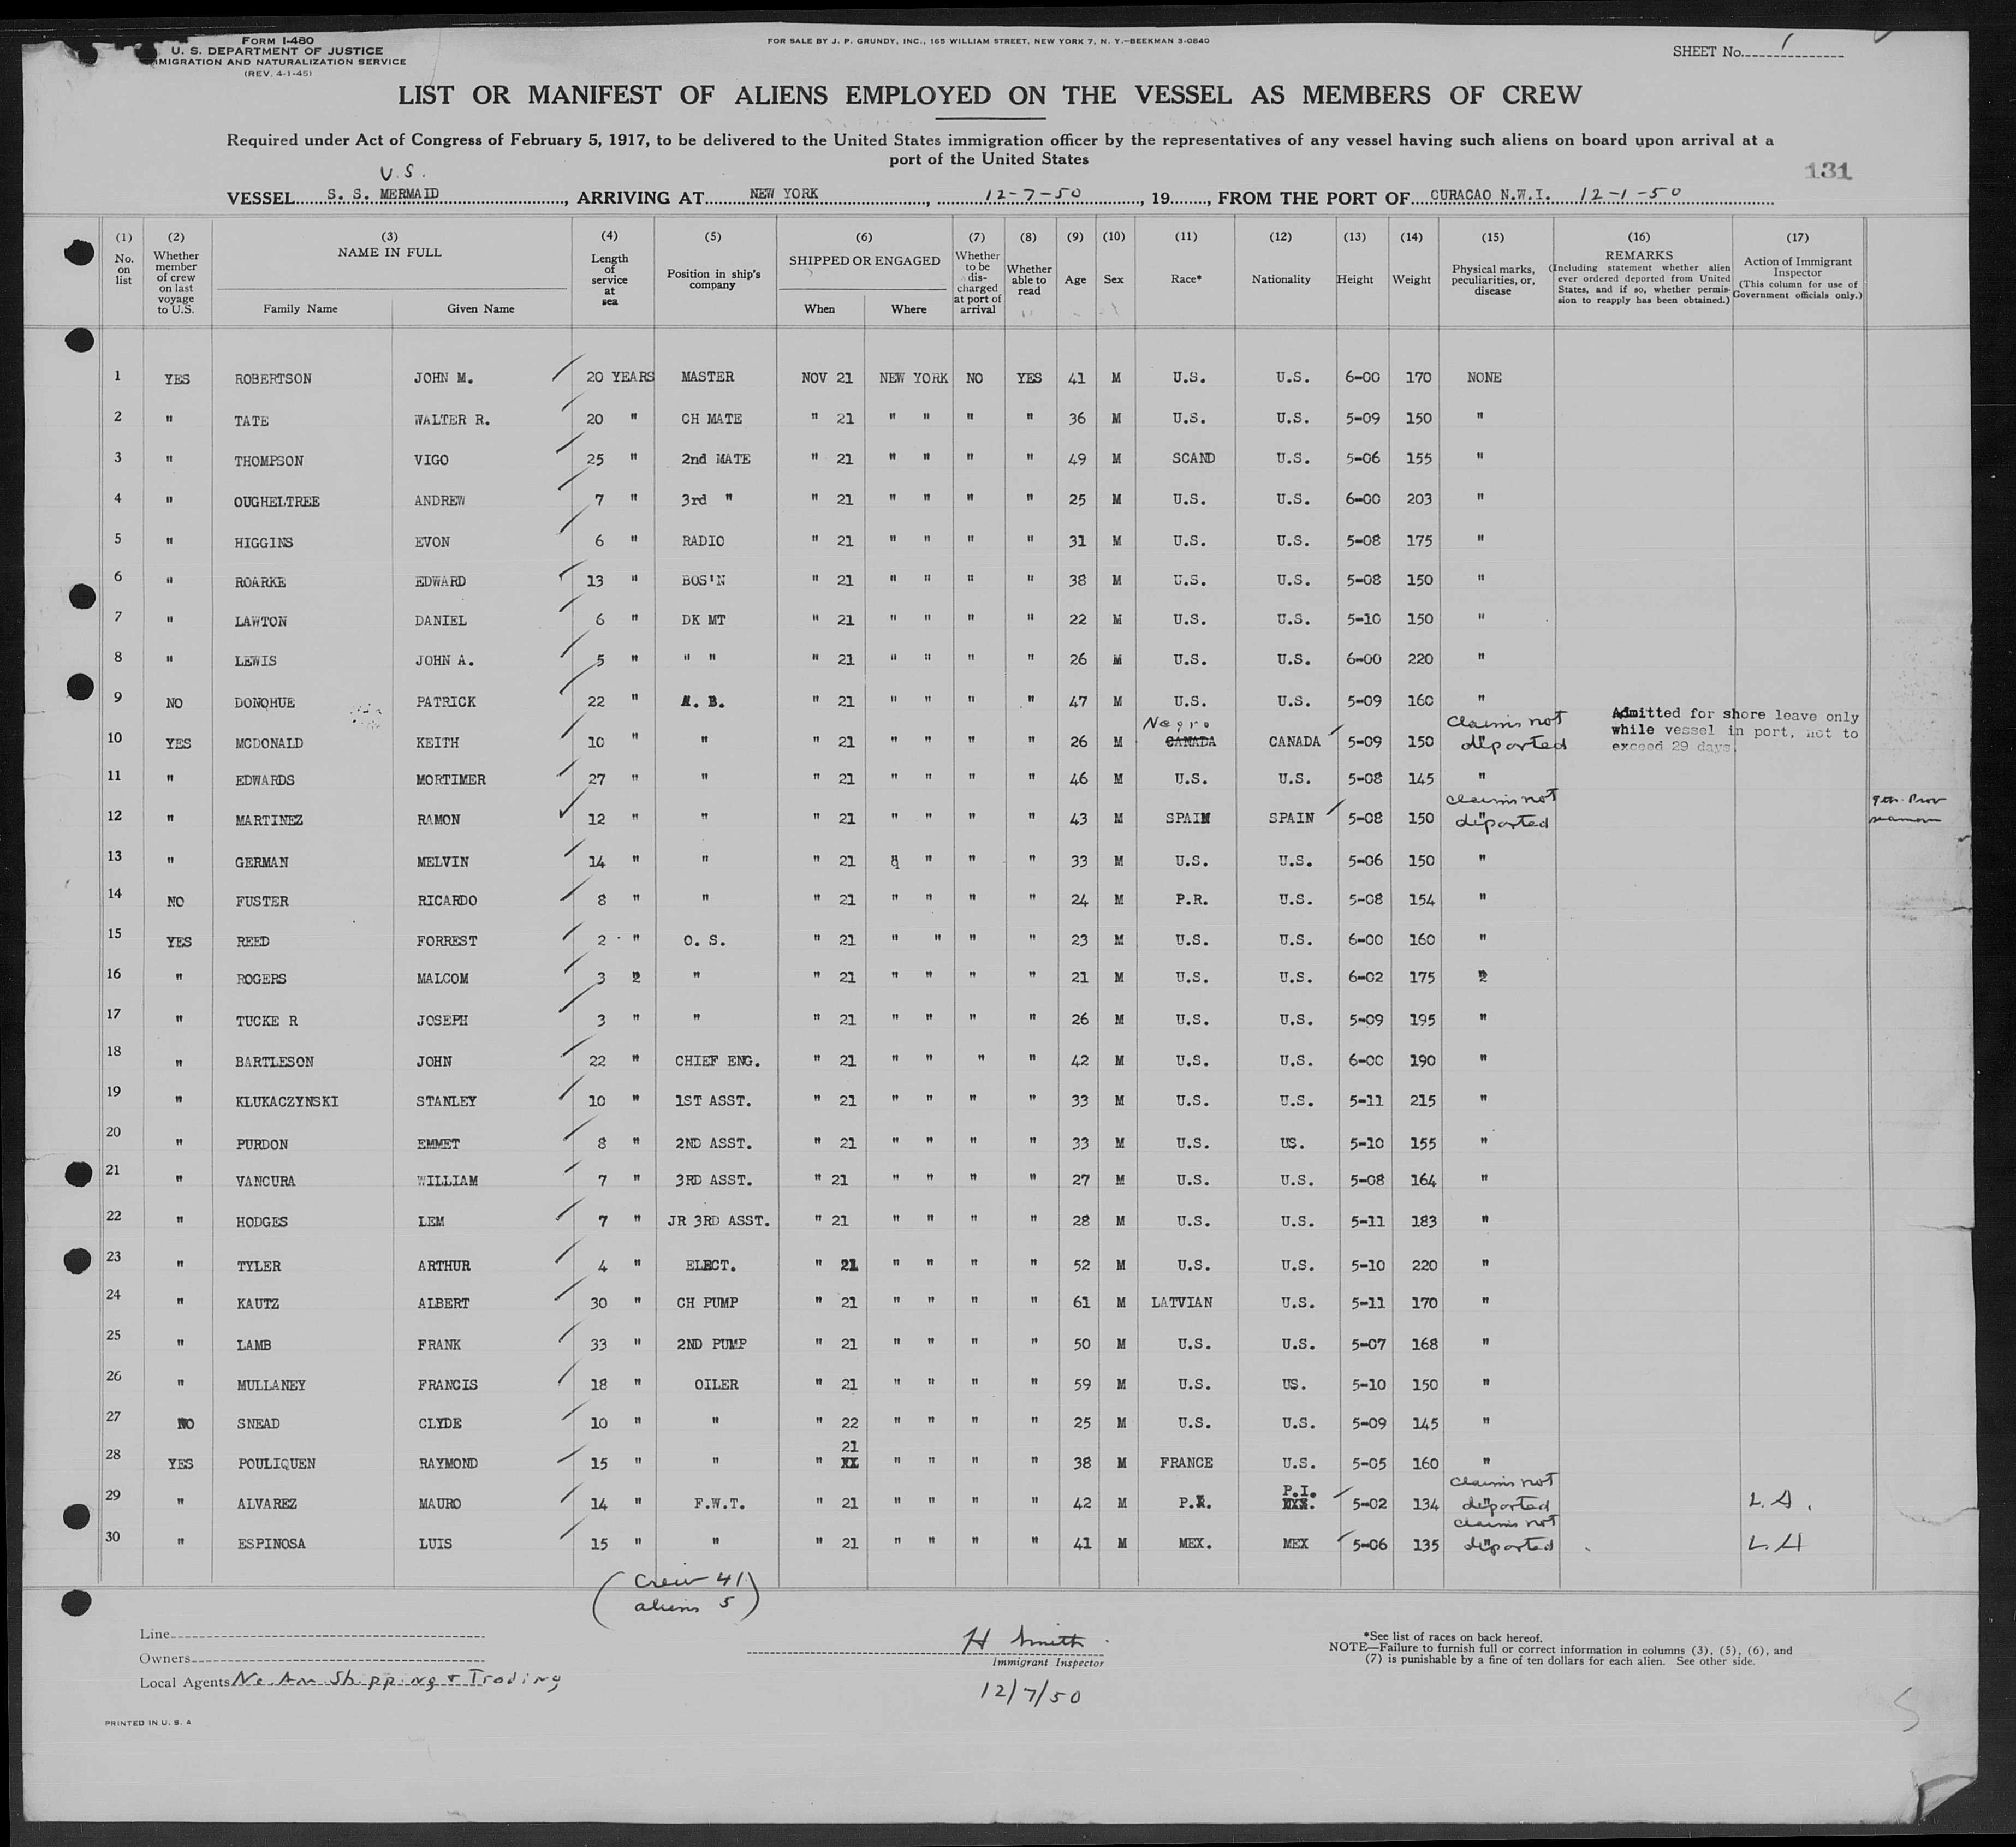 FORM I-480
U. S. DEPARTMENT OF JUSTICE
IMMIGRATION AND NATURALIZATION SERVICE
(REV. 4-1-45)
FOR SALE BY J. P. GRUNDY, INC., 165 WILLIAM STREET, NEW YORK 7, N. Y.—BEEKMAN 3-0840
SHEET No. 1
LIST OR MANIFEST OF ALIENS EMPLOYED ON THE VESSEL AS MEMBERS OF CREW
Required under Act of Congress of February 5, 1917, to be delivered to the United States immigration officer by the representatives of any vessel having such aliens on board upon arrival at a
port of the United States
131
U.S.
VESSEL S. S. MERMAID, ARRIVING AT NEW YORK, 12-7-50, 19, FROM THE PORT OF CURACAO N.W.I. 12-1-50
(1) No. on list (2) Whether member of crew on last voyage to U.S. (3) NAME IN FULL Family Name Given Name (4) Length of service at sea (5) Position in ship's company (6) SHIPPED OR ENGAGED When Where (7) Whether to be discharged at port of arrival (8) Whether able to read (9) Age (10) Sex (11) Race* (12) Nationality (13) Height (14) Weight (15) Physical marks, peculiarities, or, disease (16) REMARKS (Including statement whether alien ever ordered deported from United States, and if so, whether permission to reapply has been obtained.) (17) Action of Immigrant Inspector (This column for use of Government officials only.)
1 YES ROBERTSON JOHN M. 20 YEARS MASTER NOV 21 NEW YORK NO YES 41 M U.S. U.S. 6-00 170 NONE
2 " TATE WALTER R. 20 " CH MATE " 21 " " " " 36 M U.S. U.S. 5-09 150 "
3 " THOMPSON VIGO 25 " 2nd MATE " 21 " " " " 49 M SCAND U.S. 5-06 155 "
4 " OUGHELTREE ANDREW 7 " 3rd " " 21 " " " " 25 M U.S. U.S. 6-00 203 "
5 " HIGGINS EVON 6 " RADIO " 21 " " " " 31 M U.S. U.S. 5-08 175 "
6 " ROARKE EDWARD 13 " BOS'N " 21 " " " " 38 M U.S. U.S. 5-08 150 "
7 " LAWTON DANIEL 6 " DK MT " 21 " " " " 22 M U.S. U.S. 5-10 150 "
8 " LEWIS JOHN A. 5 " " " " 21 " " " " 26 M U.S. U.S. 6-00 220 "
9 NO DONOHUE PATRICK 22 " A. B. " 21 " " " " 47 M U.S. U.S. 5-09 160 "
Negro claims not Admitted for shore leave only
10 YES MCDONALD KEITH 10 " " " 21 " " " " 26 M CANADA CANADA 5-09 150 " deported while vessel in port, not to
exceed 29 days.
11 " EDWARDS MORTIMER 27 " " " 21 " " " " 46 M U.S. U.S. 5-08 145 "
claims not
12 " MARTINEZ RAMON 12 " " " 21 " " " " 43 M SPAIN SPAIN 5-08 150 " deported
13 " GERMAN MELVIN 14 " " " 21 " " " " 33 M U.S. U.S. 5-06 150 "
14 NO FUSTER RICARDO 8 " " " 21 " " " " 24 M P.R. U.S. 5-08 154 "
15 YES REED FORREST 2 " O. S. " 21 " " " " 23 M U.S. U.S. 6-00 160 "
16 " ROGERS MALCOM 3 2 " " 21 " " " " 21 M U.S. U.S. 6-02 175 2
17 " TUCKE R JOSEPH 3 " " " 21 " " " " 26 M U.S. U.S. 5-09 195 "
18 " BARTLESON JOHN 22 " CHIEF ENG. " 21 " " " " 42 M U.S. U.S. 6-00 190 "
19 " KLUKACZYNSKI STANLEY 10 " 1ST ASST. " 21 " " " " 33 M U.S. U.S. 5-11 215 "
20 " PURDON EMMET 8 " 2ND ASST. " 21 " " " " 33 M U.S. US. 5-10 155 "
21 " VANCURA WILLIAM 7 " 3RD ASST. " 21 " " " " 27 M U.S. U.S. 5-08 164 "
22 " HODGES LEM 7 " JR 3RD ASST. " 21 " " " " 28 M U.S. U.S. 5-11 183 "
23 " TYLER ARTHUR 4 " ELECT. " 21 " " " " 52 M U.S. U.S. 5-10 220 "
24 " KAUTZ ALBERT 30 " CH PUMP " 21 " " " " 61 M LATVIAN U.S. 5-11 170 "
25 " LAMB FRANK 33 " 2ND PUMP " 21 " " " " 50 M U.S. U.S. 5-07 168 "
26 " MULLANEY FRANCIS 18 " OILER " 21 " " " " 59 M U.S. US. 5-10 150 "
27 NO SNEAD CLYDE 10 " " " 22 " " " " 25 M U.S. U.S. 5-09 145 "
28 YES POULIQUEN RAYMOND 15 " " " 21 XX " " " " 38 M FRANCE U.S. 5-05 160 "
P.I. claims not
29 " ALVAREZ MAURO 14 " F.W.T. " 21 " " " " 42 M P.I. XXX. 5-02 134 " deported L.A.
claims not
30 " ESPINOSA LUIS 15 " " " 21 " " " " 41 M MEX. MEX 5-06 135 " deported L.A
(Crew 41
aliens 5)
Line
Owners
Local Agents No. Am Shipping & Trading
H Smith
Immigrant Inspector
12/7/50
*See list of races on back hereof.
NOTE—Failure to furnish full or correct information in columns (3), (5), (6), and
(7) is punishable by a fine of ten dollars for each alien. See other side.
PRINTED IN U. S. A